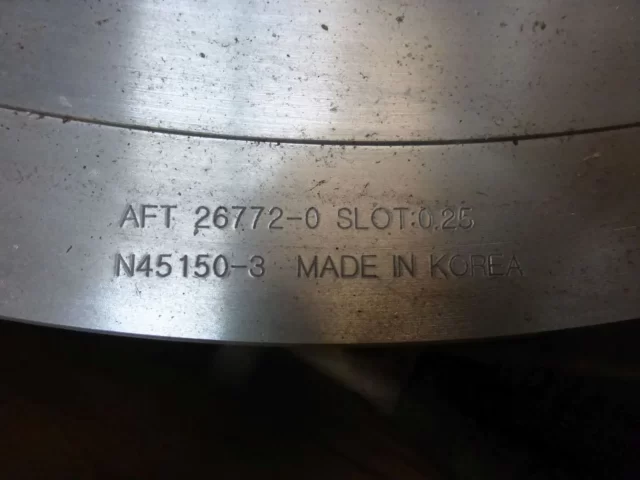 AFT 26772-0 SLOT:0.25
N45150-3 MADE IN KOREA